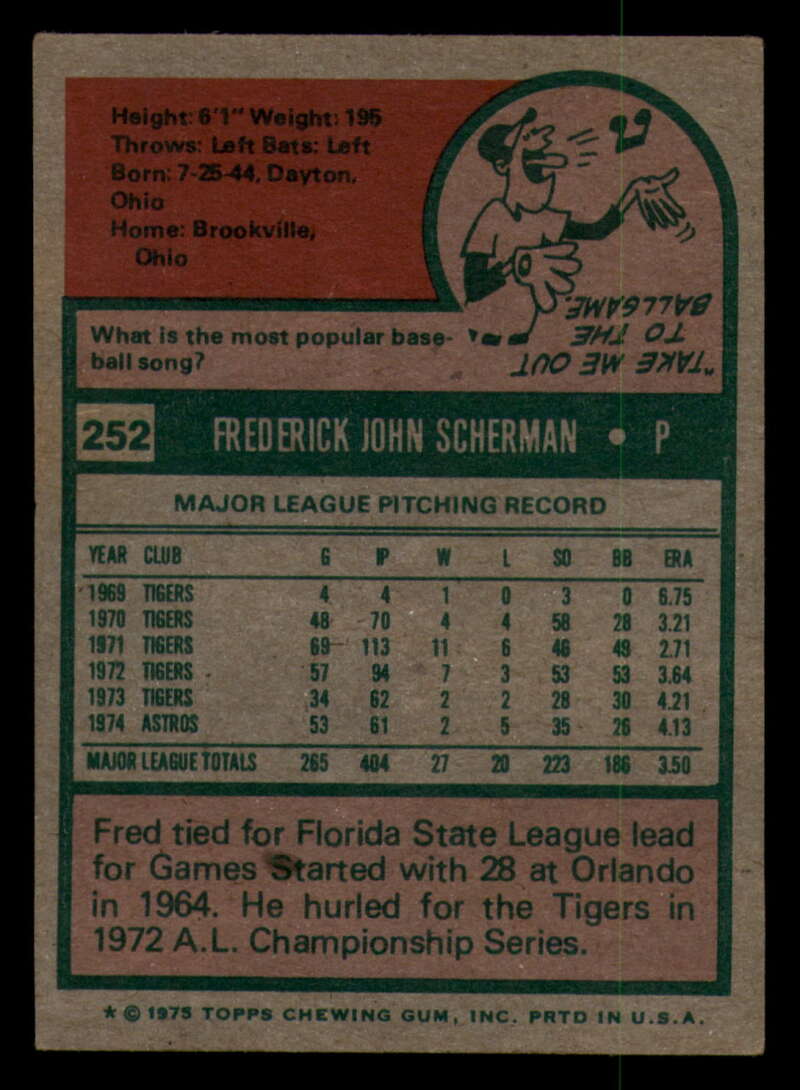 Height: 6'1" Weight: 195
Throws: Left Bats: Left
Born: 7-25-44, Dayton,
Ohio
Home: Brookville,
Ohio
What is the most popular base-
ball song?
"TAKE ME OUT
TO THE
BALLGAME."
252 FREDERICK JOHN SCHERMAN • P
MAJOR LEAGUE PITCHING RECORD
YEAR CLUB G IP W L SO BB ERA
1969 TIGERS 4 4 1 0 3 0 6.75
1970 TIGERS 48 70 4 4 58 28 3.21
1971 TIGERS 69 113 11 6 46 49 2.71
1972 TIGERS 57 94 7 3 53 53 3.64
1973 TIGERS 34 62 2 2 28 30 4.21
1974 ASTROS 53 61 2 5 35 26 4.13
MAJOR LEAGUE TOTALS 265 404 27 20 223 186 3.50
Fred tied for Florida State League lead
for Games Started with 28 at Orlando
in 1964. He hurled for the Tigers in
1972 A.L. Championship Series.
* © 1975 TOPPS CHEWING GUM, INC. PRTD IN U.S.A.